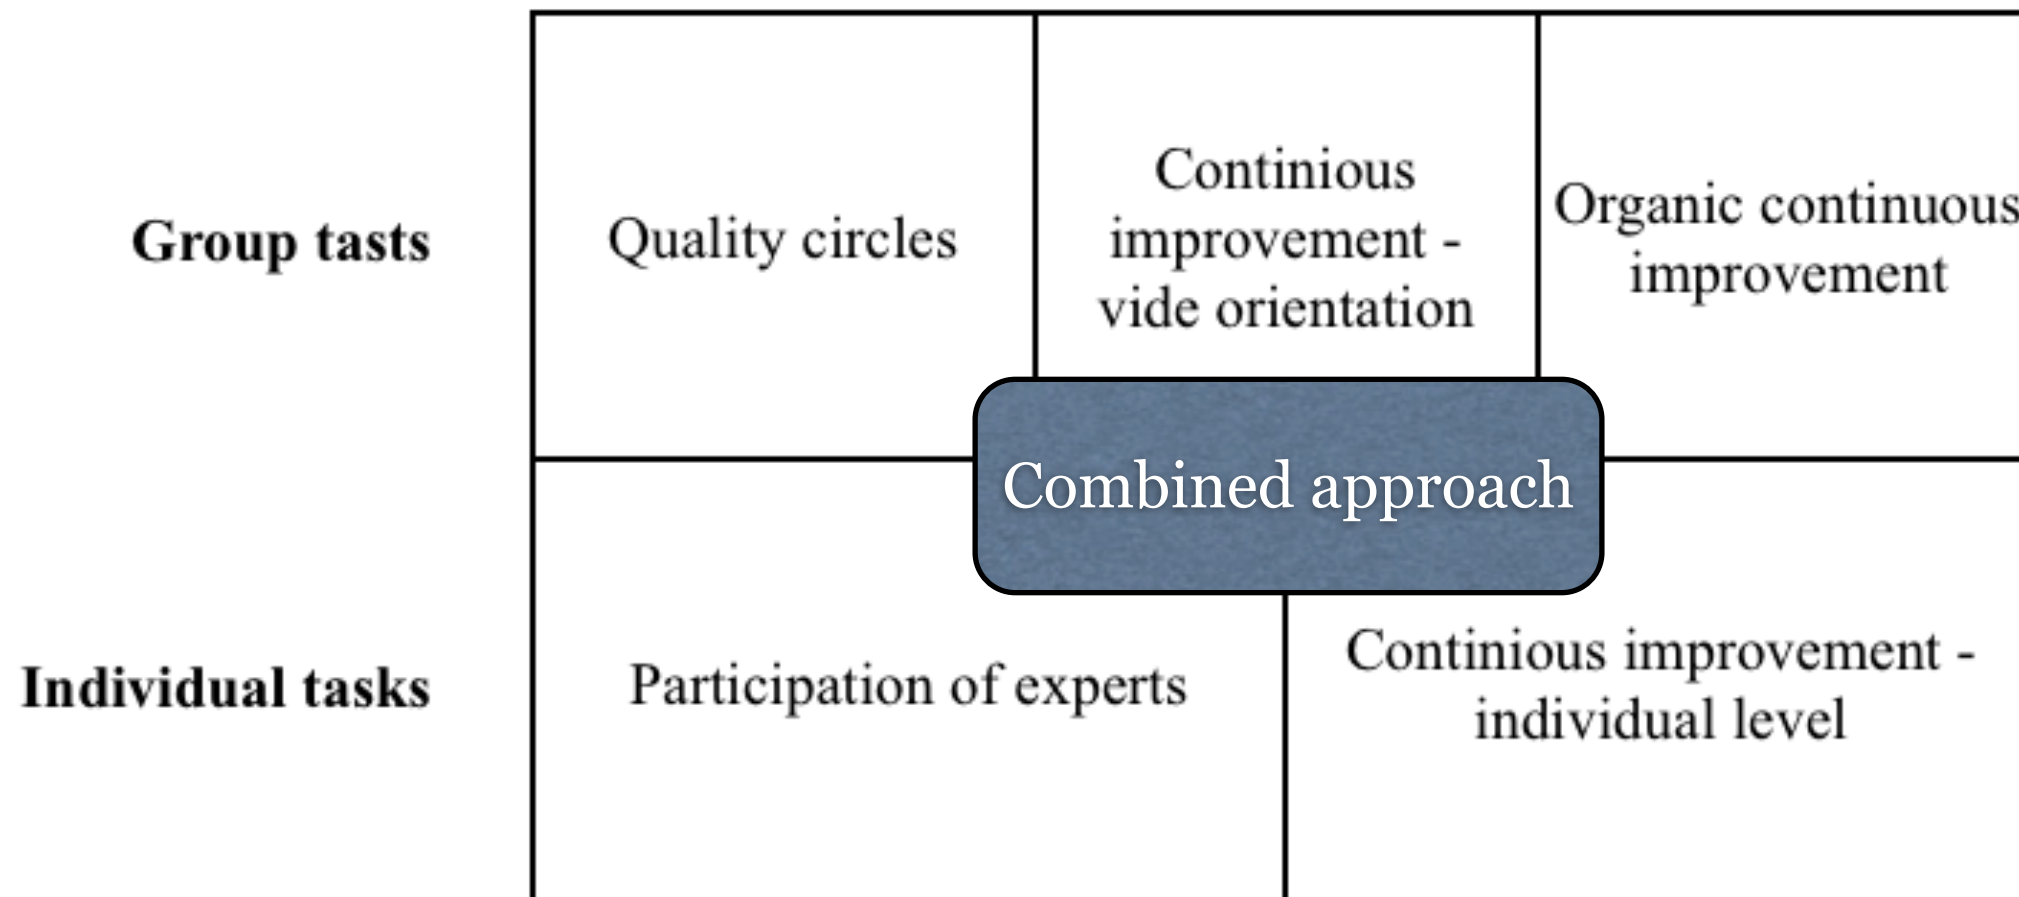 Group tasts
Quality circles
Continious
improvement -
vide orientation
Organic continuous
improvement
Combined approach
Individual tasks
Participation of experts
Continious improvement -
individual level